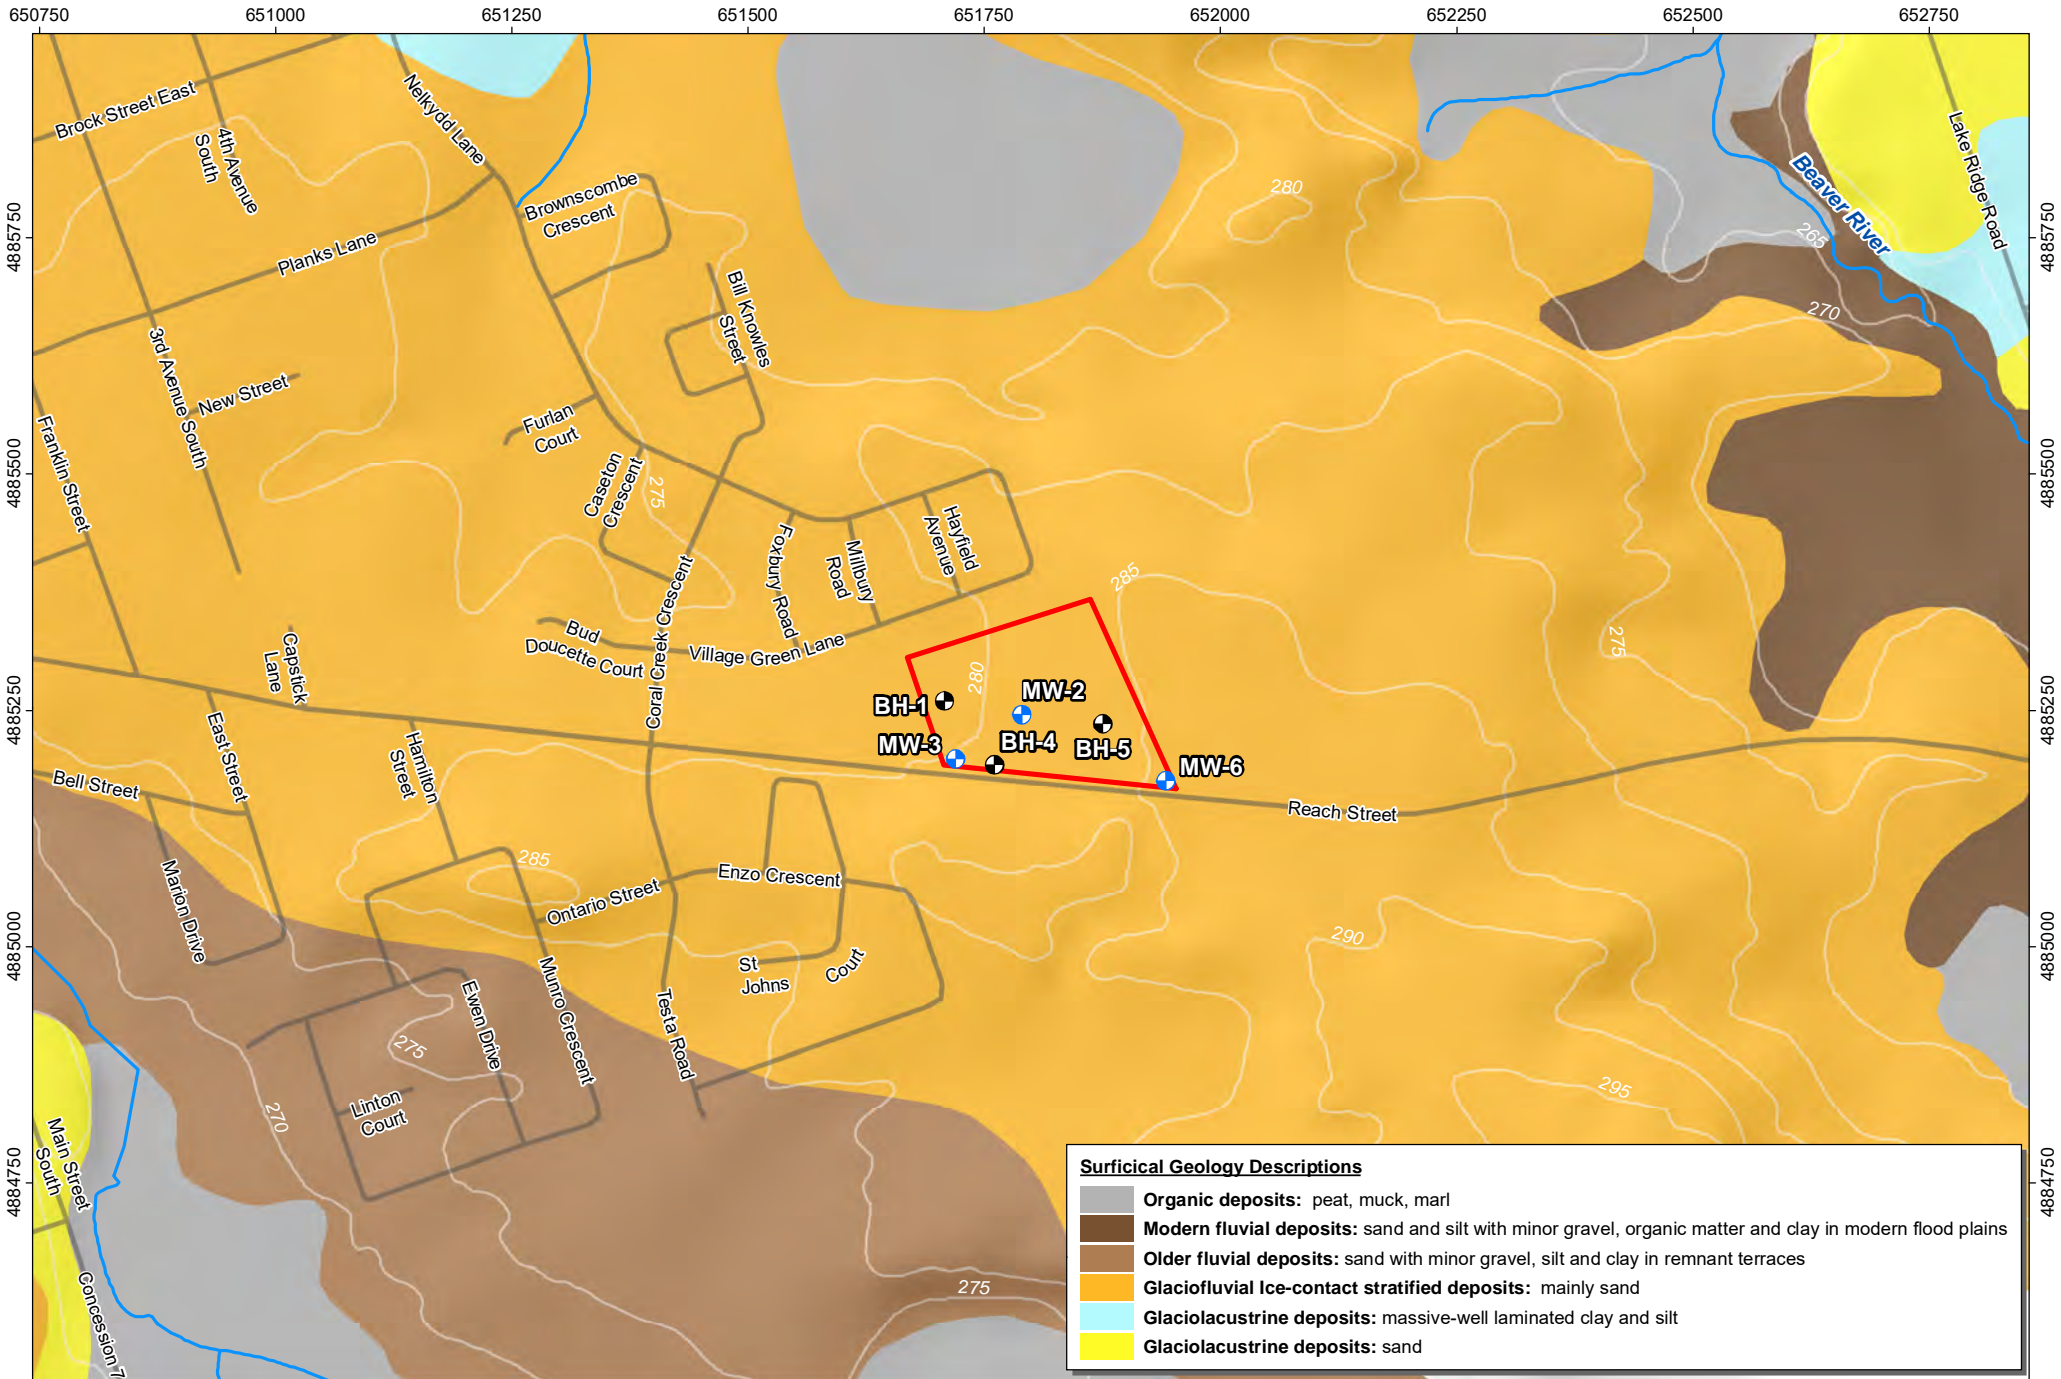 650750 651000 651250 651500 651750 652000 652250 652500 652750
Brock Street East
4th Avenue
South
Nelkydd Lane
Brownscombe
Crescent
Planks Lane
280
Lake Ridge Road
Beaver River
265
270
4885750
4885750
Bill Knowles
Street
3rd Avenue South
New Street
Furlan
Court
Franklin Street
Caseton
Crescent
275
4885500
4885500
Foxbury Road
Millbury
Road
Hayfield
Avenue
285
Capstick
Lane
Bud
Doucette Court
Coral Creek Crescent
Village Green Lane
280
275
4885250
4885250
BH-1
MW-2
MW-3
BH-4
BH-5
MW-6
East Street
Hamilton
Street
Bell Street
Reach Street
285
Marion Drive
Ontario Street
Enzo Crescent
290
4885000
4885000
St
Johns
Court
Munro Crescent
Ewen Drive
Testa Road
275
270
Linton
Court
295
Main Street
South
4884750
4884750
Concession 7
275
Surficical Geology Descriptions
Organic deposits: peat, muck, marl
Modern fluvial deposits: sand and silt with minor gravel, organic matter and clay in modern flood plains
Older fluvial deposits: sand with minor gravel, silt and clay in remnant terraces
Glaciofluvial Ice-contact stratified deposits: mainly sand
Glaciolacustrine deposits: massive-well laminated clay and silt
Glaciolacustrine deposits: sand